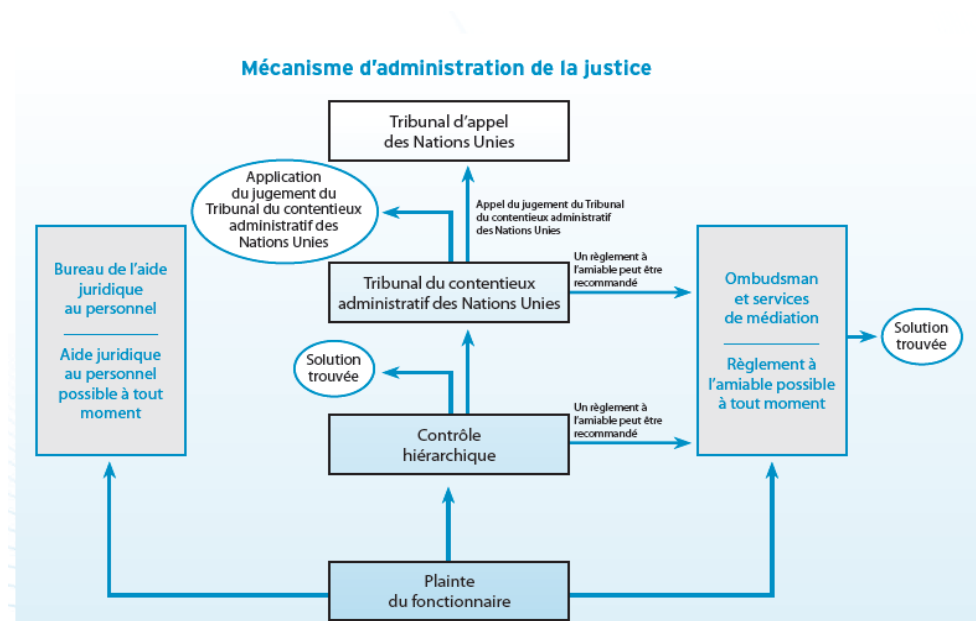 Mécanisme d'administration de la justice
Tribunal d'appel
des Nations Unies
Application
du jugement du
Tribunal du contentieux
administratif des
Nations Unies
Appel du jugement du Tribunal
du contentieux administratif
des Nations Unies
Bureau de l'aide
juridique
au personnel
Aide juridique
au personnel
possible à tout
moment
Tribunal du contentieux
administratif des Nations Unies
Un règlement à
l'amiable peut être
recommandé
Ombudsman
et services
de médiation
Règlement à
l'amiable possible
à tout moment
Solution
trouvée
Solution
trouvée
Contrôle
hiérarchique
Un règlement à
l'amiable peut être
recommandé
Plainte
du fonctionnaire